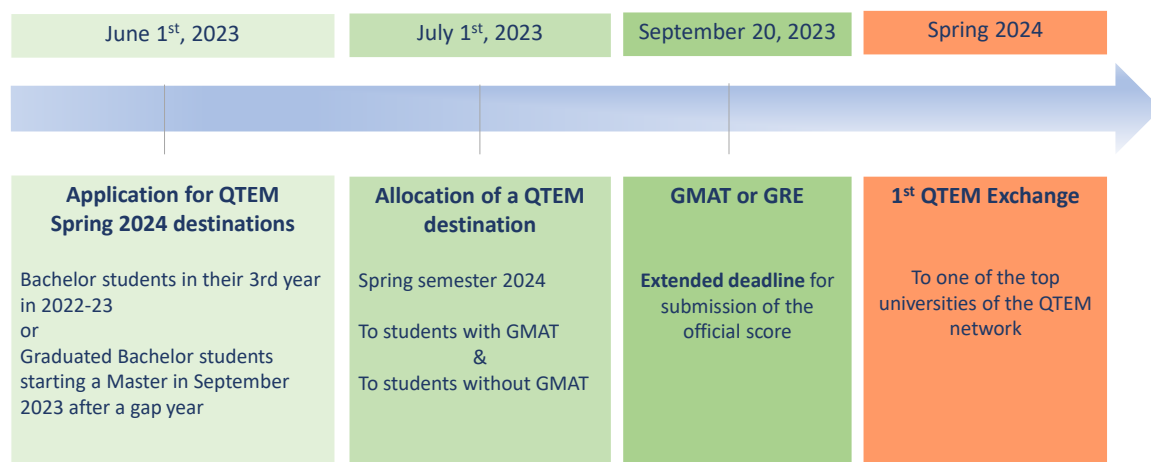 June 1st, 2023
July 1st, 2023
September 20, 2023
Spring 2024
Application for QTEM
Spring 2024 destinations
Bachelor students in their 3rd year
in 2022-23
or
Graduated Bachelor students
starting a Master in September
2023 after a gap year
Allocation of a QTEM
destination
Spring semester 2024
To students with GMAT
&
To students without GMAT
GMAT or GRE
Extended deadline for
submission of the
official score
1st QTEM Exchange
To one of the top
universities of the QTEM
network